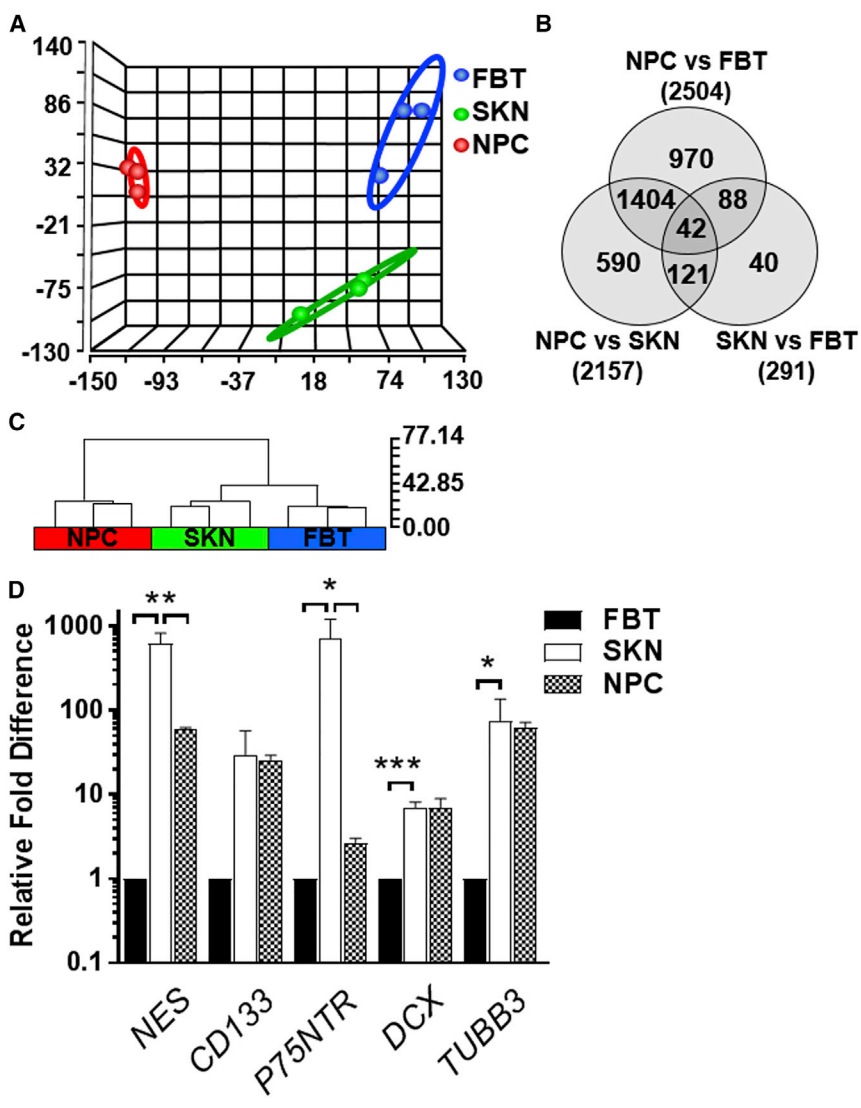 A
140
86
32
-21
-75
-130
-150 -93 -37 18 74 130
FBT
SKN
NPC
B
NPC vs FBT
(2504)
970
1404 88
42
590 121 40
NPC vs SKN SKN vs FBT
(2157) (291)
C
77.14
42.85
0.00
NPC SKN FBT
D
Relative Fold Difference
1000
100
10
1
0.1
** * *** *
FBT
SKN
NPC
NES CD133 P75NTR DCX TUBB3